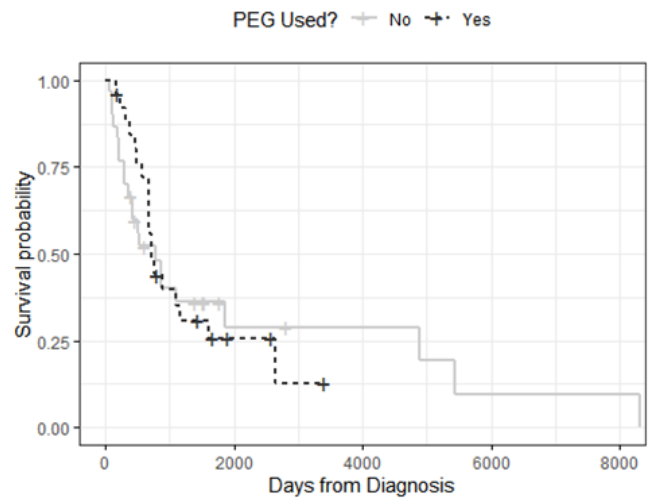 PEG Used? No Yes
1.00
0.75
0.50
0.25
0.00
Survival probability
0 2000 4000 6000 8000
Days from Diagnosis